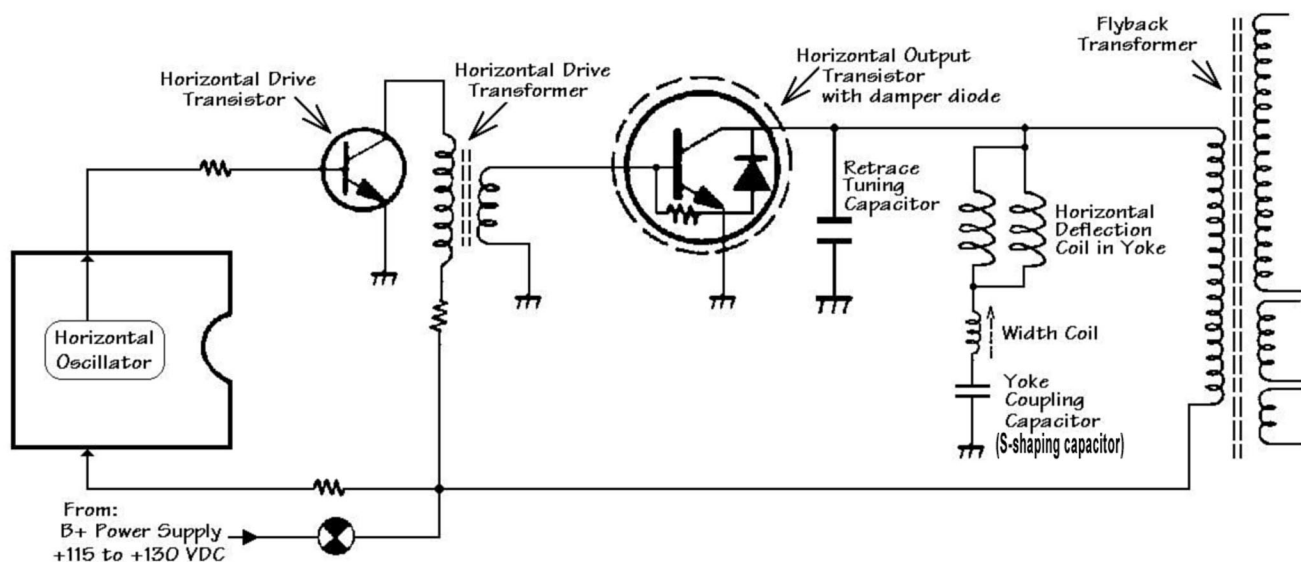 Horizontal Drive
Transistor
Horizontal Drive
Transformer
Horizontal Output
Transistor
with damper diode
Flyback
Transformer
Retrace
Tuning
Capacitor
Horizontal
Deflection
Coil in Yoke
Horizontal
Oscillator
Width Coil
Yoke
Coupling
Capacitor
(S-shaping capacitor)
From:
B+ Power Supply
+115 to +130 VDC